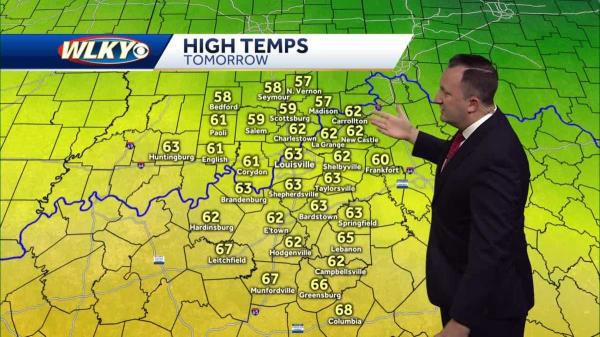 WLKY
HIGH TEMPS
TOMORROW
57
N. Vernon
58
Seymour
58
Bedford
57
Madison
59
Scottsburg
62
Carrollton
61
Paoli
59
Salem
62
Charlestown
62
La Grange
62
New Castle
63
Huntingburg
61
English
61
Corydon
63
Louisville
62
Shelbyville
60
Frankfort
63
Brandenburg
63
Shepherdsville
63
Taylorsville
62
Hardinsburg
62
E'town
63
Bardstown
63
Springfield
67
Leitchfield
62
Hodgenville
65
Lebanon
62
Campbellsville
67
Munfordville
66
Greensburg
68
Columbia